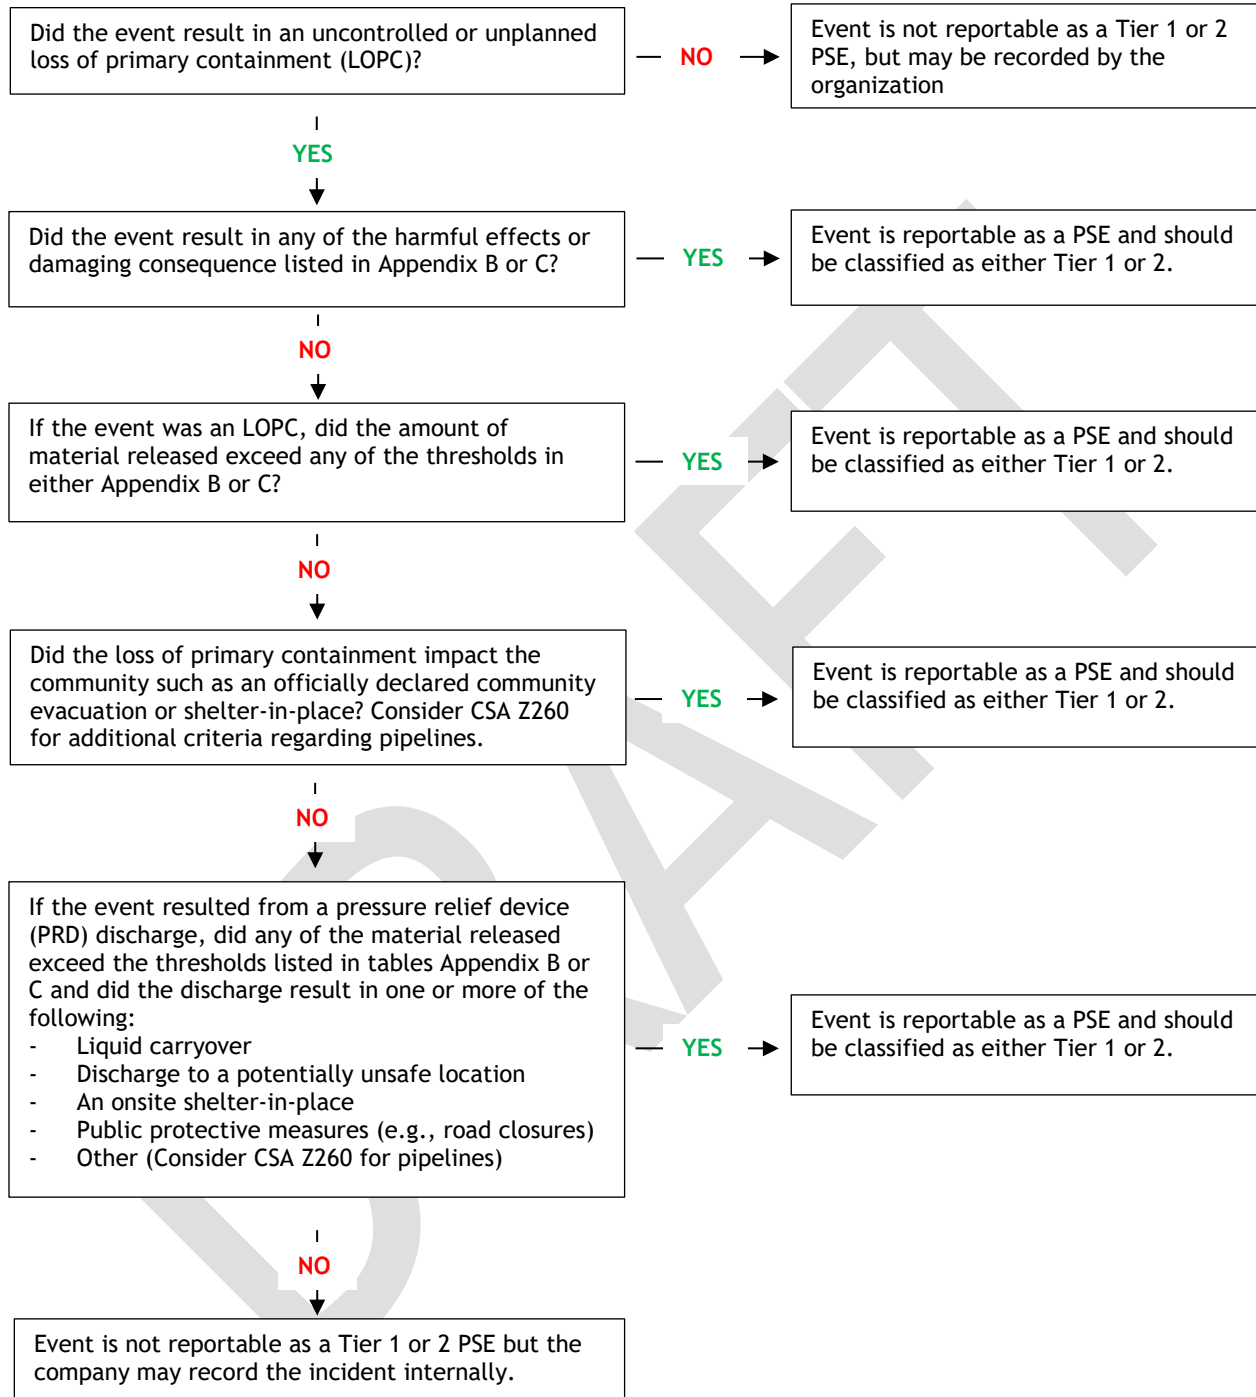 Did the event result in an uncontrolled or unplanned
loss of primary containment (LOPC)?
NO
Event is not reportable as a Tier 1 or 2
PSE, but may be recorded by the
organization
YES
Did the event result in any of the harmful effects or
damaging consequence listed in Appendix B or C?
YES
Event is reportable as a PSE and should
be classified as either Tier 1 or 2.
NO
If the event was an LOPC, did the amount of
material released exceed any of the thresholds in
either Appendix B or C?
YES
Event is reportable as a PSE and should
be classified as either Tier 1 or 2.
NO
Did the loss of primary containment impact the
community such as an officially declared community
evacuation or shelter-in-place? Consider CSA Z260
for additional criteria regarding pipelines.
YES
Event is reportable as a PSE and should
be classified as either Tier 1 or 2.
NO
If the event resulted from a pressure relief device
(PRD) discharge, did any of the material released
exceed the thresholds listed in tables Appendix B or
C and did the discharge result in one or more of the
following:
- Liquid carryover
- Discharge to a potentially unsafe location
- An onsite shelter-in-place
- Public protective measures (e.g., road closures)
- Other (Consider CSA Z260 for pipelines)
YES
Event is reportable as a PSE and should
be classified as either Tier 1 or 2.
NO
Event is not reportable as a Tier 1 or 2 PSE but the
company may record the incident internally.
DRAFT